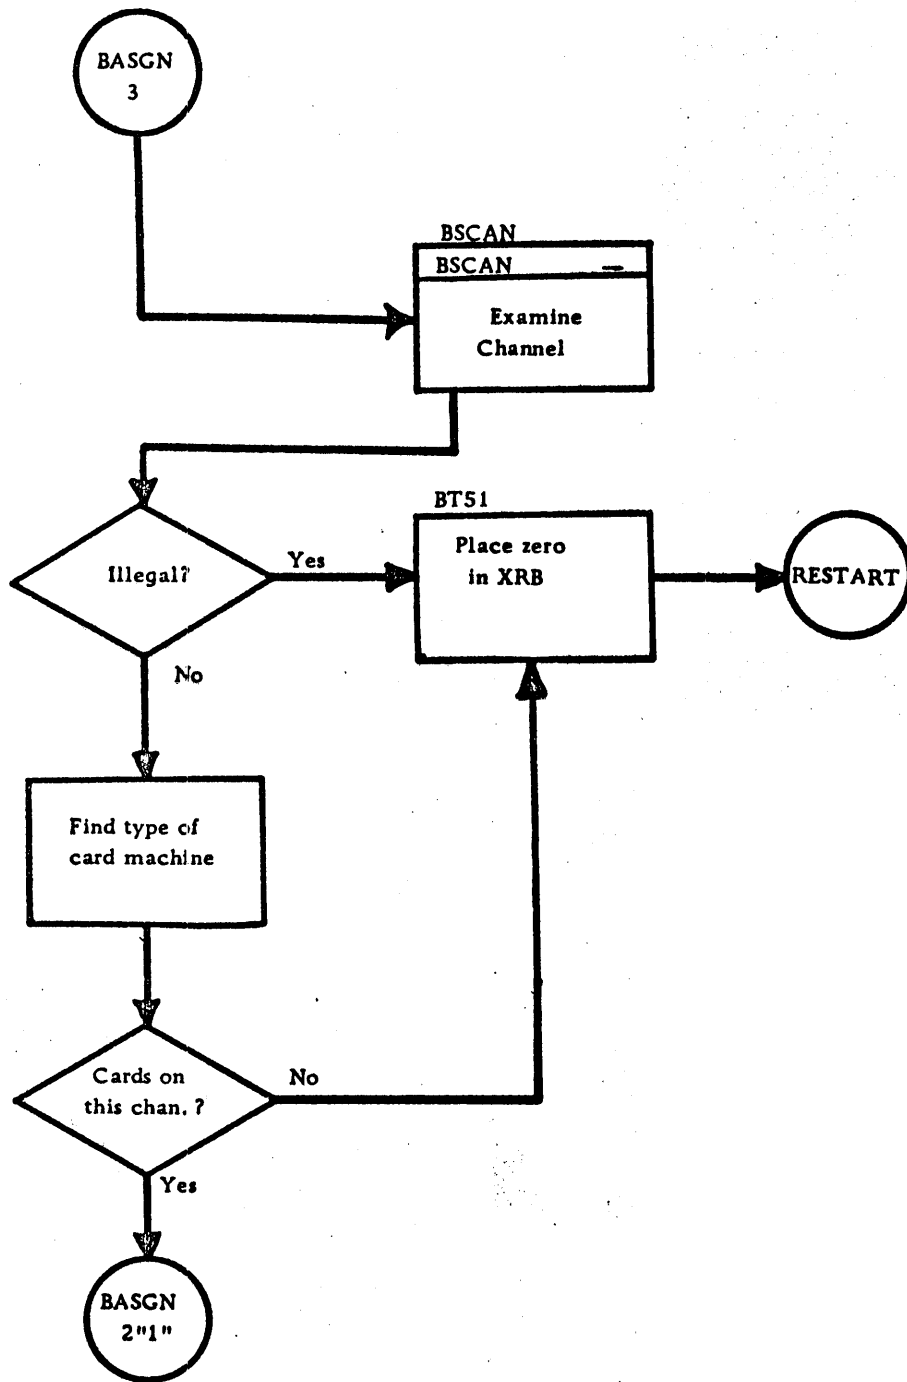 BASGN
3
BSCAN
BSCAN —
Examine
Channel
Illegal?
Yes
BT51
Place zero
in XRB
RESTART
No
Find type of
card machine
Cards on
this chan. ?
No
Yes
BASGN
2"1"